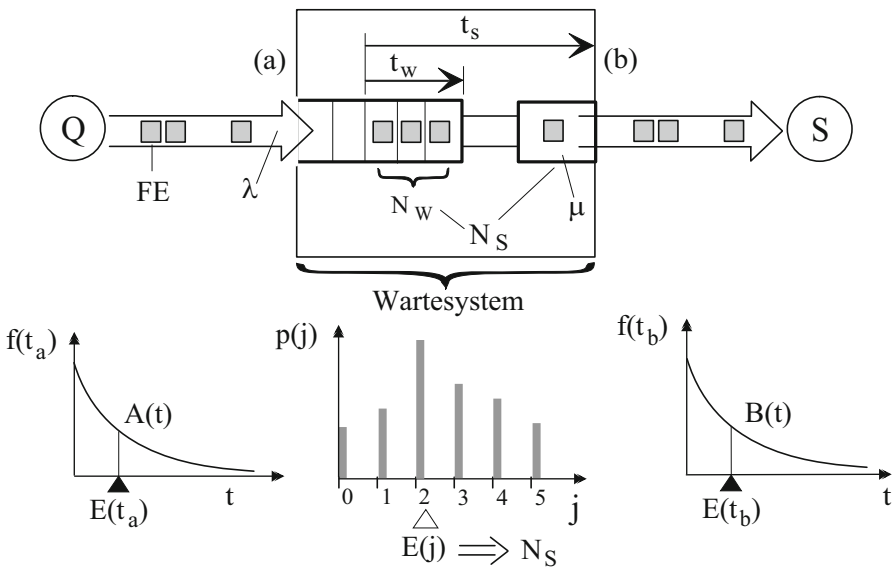 t_s
(a)
(b)
t_w
Q
S
FE
λ
N_W
N_S
μ
Wartesystem
f(t_a)
A(t)
E(t_a)
t
p(j)
0 1 2 3 4 5
j
E(j) ⟹ N_S
f(t_b)
B(t)
E(t_b)
t